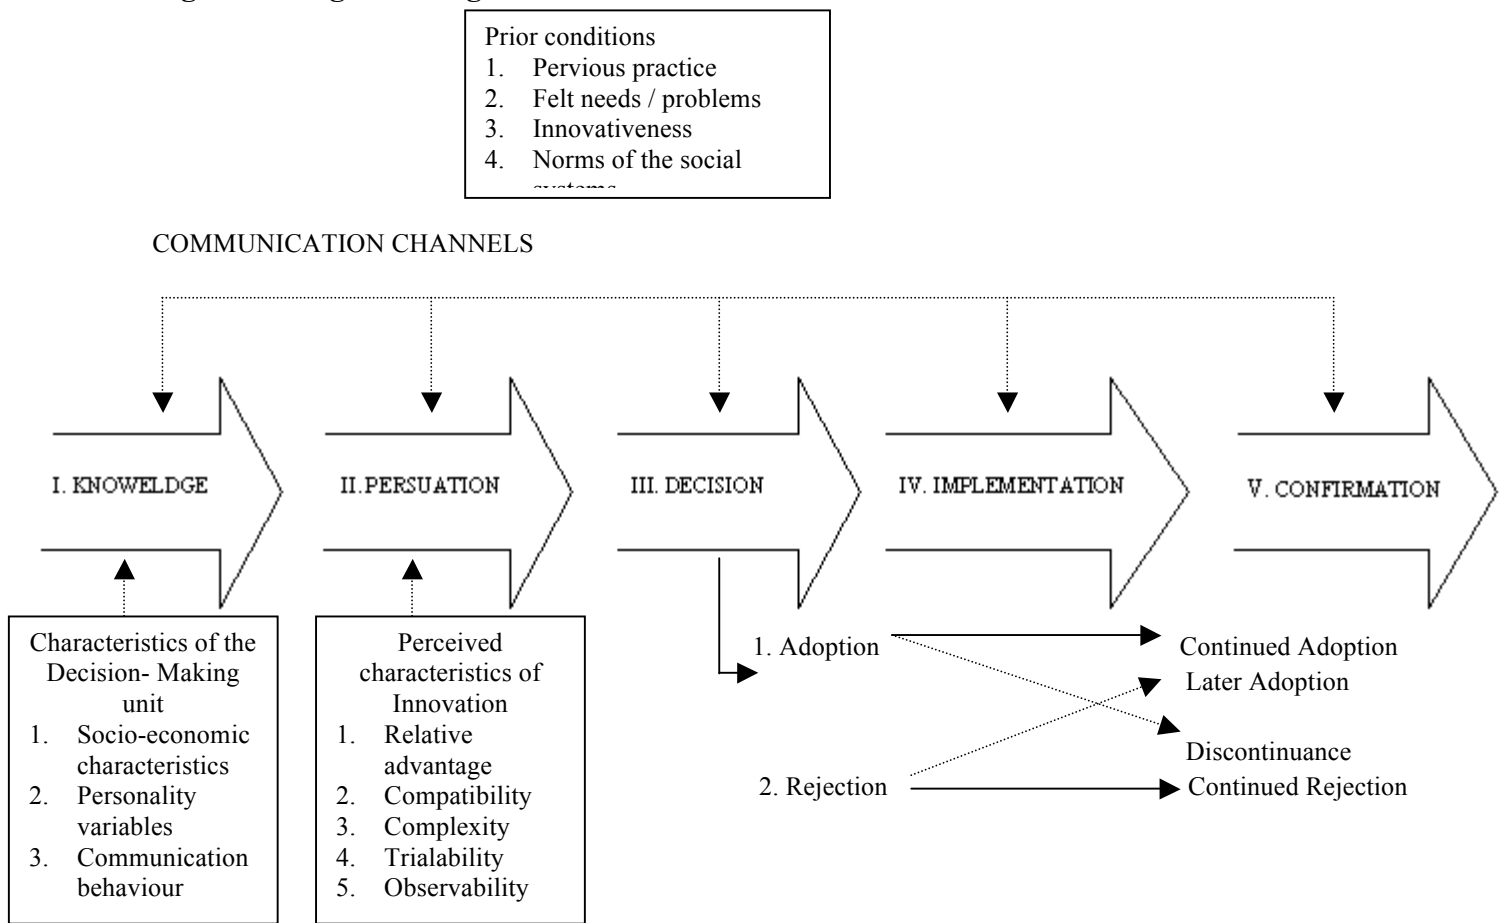 Prior conditions
1. Pervious practice
2. Felt needs / problems
3. Innovativeness
4. Norms of the social
systems
COMMUNICATION CHANNELS
I. KNOWELDGE
II.PERSUATION
III. DECISION
IV. IMPLEMENTATION
V. CONFIRMATION
Characteristics of the
Decision- Making
unit
1. Socio-economic
characteristics
2. Personality
variables
3. Communication
behaviour
Perceived
characteristics of
Innovation
1. Relative
advantage
2. Compatibility
3. Complexity
4. Trialability
5. Observability
1. Adoption
2. Rejection
Continued Adoption
Later Adoption
Discontinuance
Continued Rejection